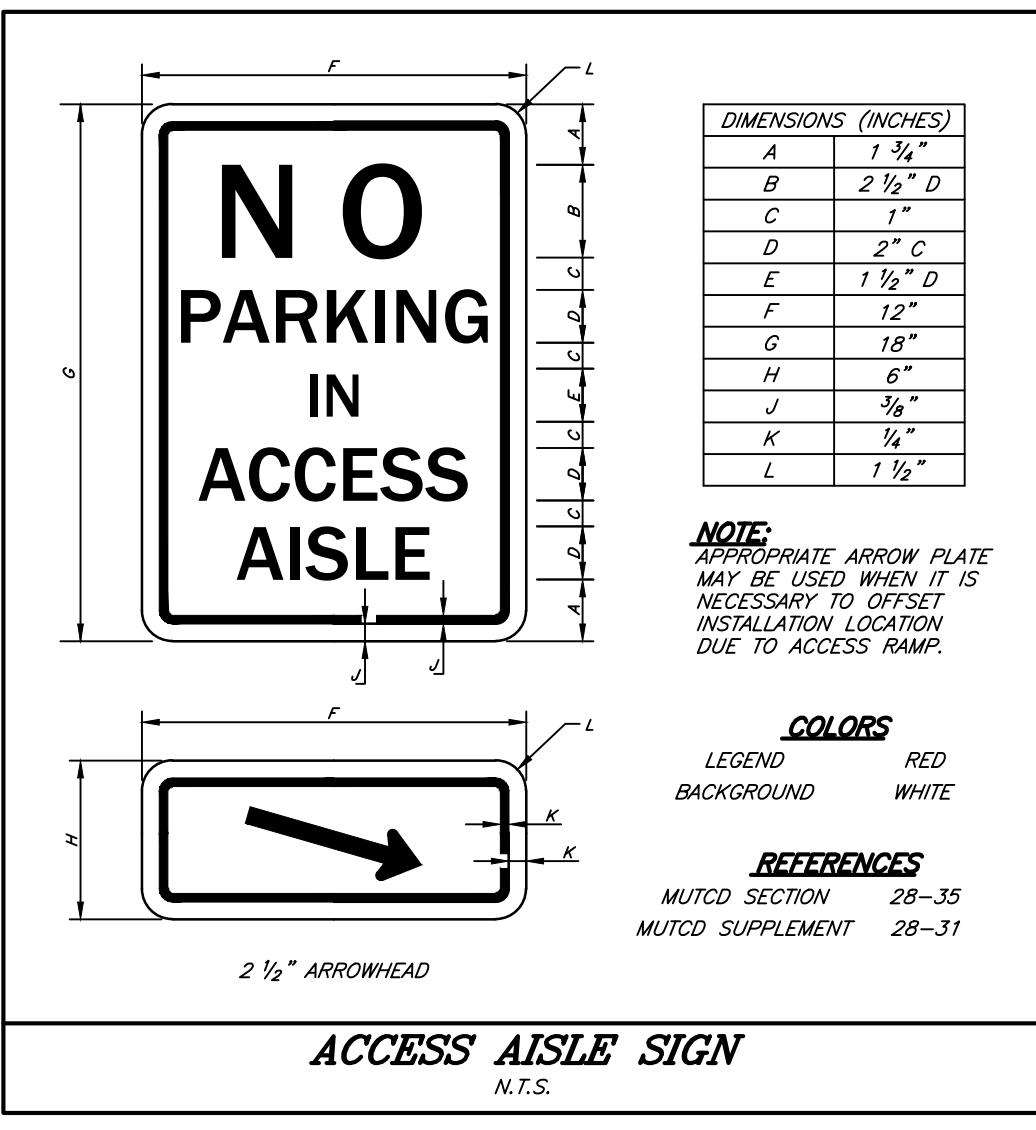 F
L
G
NO
PARKING
IN
ACCESS
AISLE
A
B
C
D
C
E
C
D
C
D
A
J
J
F
L
H
K
K
2 1/2" ARROWHEAD
DIMENSIONS (INCHES)
A 1 3/4"
B 2 1/2" D
C 1"
D 2" C
E 1 1/2" D
F 12"
G 18"
H 6"
J 3/8"
K 1/4"
L 1 1/2"
NOTE:
APPROPRIATE ARROW PLATE
MAY BE USED WHEN IT IS
NECESSARY TO OFFSET
INSTALLATION LOCATION
DUE TO ACCESS RAMP.
COLORS
LEGEND RED
BACKGROUND WHITE
REFERENCES
MUTCD SECTION 28-35
MUTCD SUPPLEMENT 28-31
ACCESS AISLE SIGN
N.T.S.